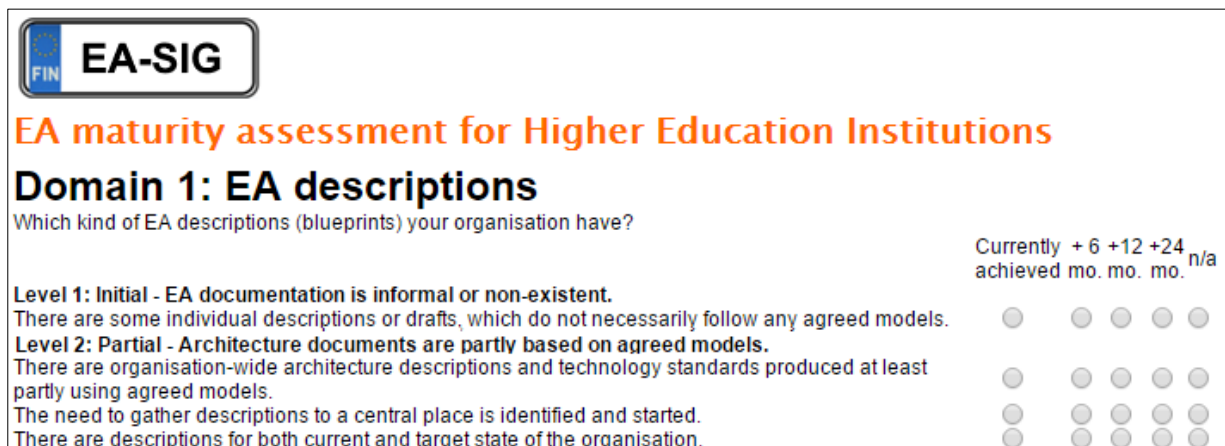 FIN EA-SIG
EA maturity assessment for Higher Education Institutions
Domain 1: EA descriptions
Which kind of EA descriptions (blueprints) your organisation have?
Currently + 6 +12 +24 n/a
achieved mo. mo. mo.
Level 1: Initial - EA documentation is informal or non-existent.
There are some individual descriptions or drafts, which do not necessarily follow any agreed models.
Level 2: Partial - Architecture documents are partly based on agreed models.
There are organisation-wide architecture descriptions and technology standards produced at least
partly using agreed models.
The need to gather descriptions to a central place is identified and started.
There are descriptions for both current and target state of the organisation.